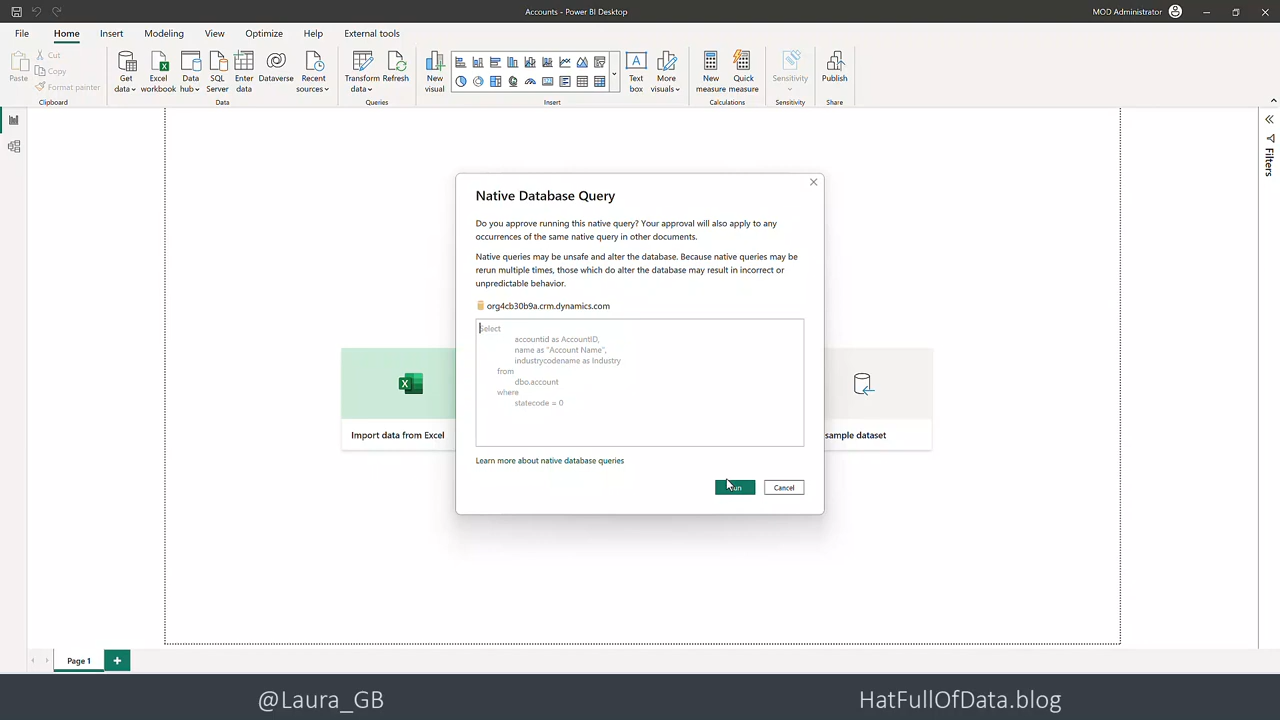 Accounts - Power BI Desktop
MOD Administrator
File
Home
Insert
Modeling
View
Optimize
Help
External tools
Paste
Cut
Copy
Format painter
Clipboard
Get data
Excel workbook
Data hub
SQL Server
Enter data
Dataverse
Recent sources
Data
Transform data
Refresh
Queries
New visual
Text box
More visuals
Insert
New measure
Quick measure
Calculations
Sensitivity
Sensitivity
Publish
Share
Filters
Native Database Query
Do you approve running this native query? Your approval will also apply to any
occurrences of the same native query in other documents.
Native queries may be unsafe and alter the database. Because native queries may be
rerun multiple times, those which do alter the database may result in incorrect or
unpredictable behavior.
org4cb30b9a.crm.dynamics.com
Select
accountid as AccountID,
name as "Account Name",
industrycodename as Industry
from
dbo.account
where
statecode = 0
Learn more about native database queries
Cancel
Import data from Excel
sample dataset
Page 1
@Laura_GB
HatFullOfData.blog